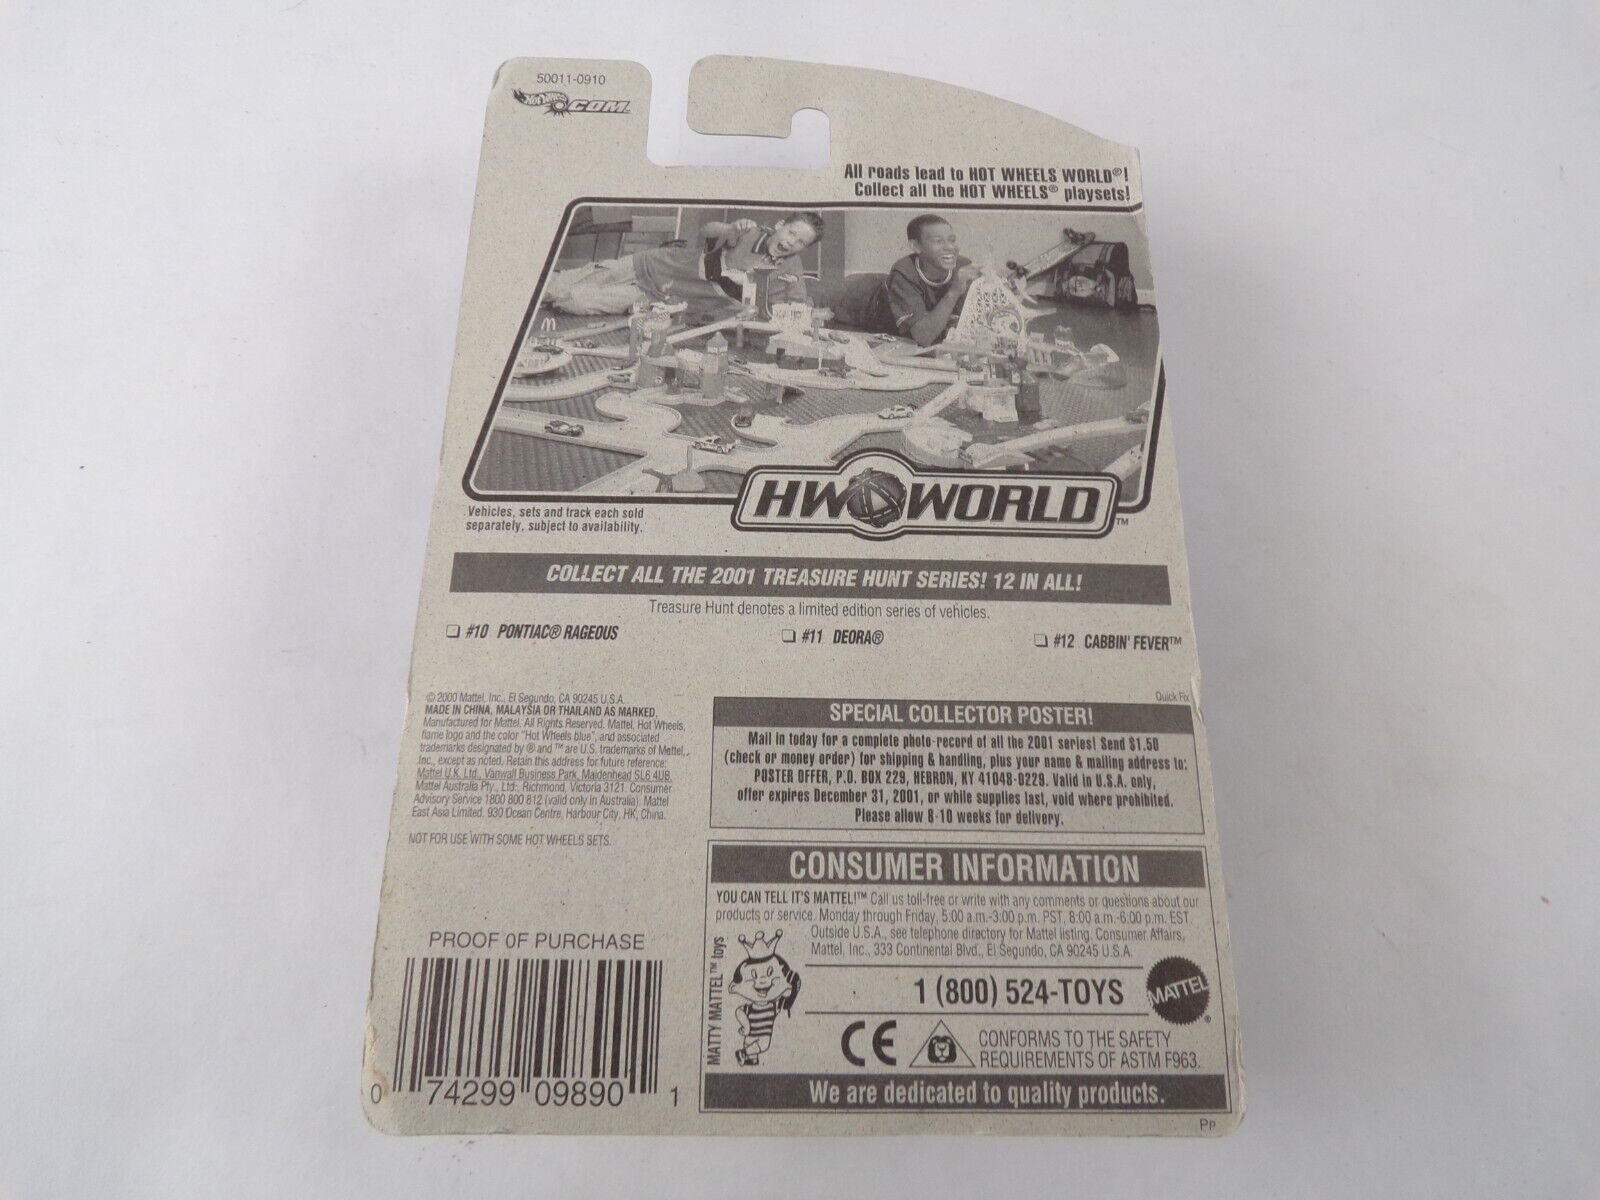 50011-0910
Hot Wheels .COM™
All roads lead to HOT WHEELS WORLD®!
Collect all the HOT WHEELS® playsets!
HW WORLD™
Vehicles, sets and track each sold
separately, subject to availability.
COLLECT ALL THE 2001 TREASURE HUNT SERIES! 12 IN ALL!
Treasure Hunt denotes a limited edition series of vehicles.
#10 PONTIAC® RAGEOUS
#11 DEORA®
#12 CABBIN' FEVER™
© 2000 Mattel, Inc., El Segundo, CA 90245 U.S.A.
MADE IN CHINA, MALAYSIA OR THAILAND AS MARKED.
Manufactured for Mattel. All Rights Reserved. Mattel, Hot Wheels,
flame logo and the color "Hot Wheels blue", and associated
trademarks designated by ® and ™ are U.S. trademarks of Mattel,
Inc., except as noted. Retain this address for future reference:
Mattel U.K. Ltd., Vanwall Business Park, Maidenhead SL6 4UB.
Mattel Australia Pty., Ltd., Richmond, Victoria 3121. Consumer
Advisory Service 1800 800 812 (valid only in Australia). Mattel
East Asia Limited, 930 Ocean Centre, Harbour City, HK, China.
NOT FOR USE WITH SOME HOT WHEELS SETS.
Quick Fix
SPECIAL COLLECTOR POSTER!
Mail in today for a complete photo-record of all the 2001 series! Send $1.50
(check or money order) for shipping & handling, plus your name & mailing address to:
POSTER OFFER, P.O. BOX 229, HEBRON, KY 41048-0229. Valid in U.S.A. only,
offer expires December 31, 2001, or while supplies last, void where prohibited.
Please allow 8-10 weeks for delivery.
CONSUMER INFORMATION
YOU CAN TELL IT'S MATTEL!™ Call us toll-free or write with any comments or questions about our
products or service. Monday through Friday, 5:00 a.m.-3:00 p.m. PST, 8:00 a.m.-6:00 p.m. EST.
Outside U.S.A., see telephone directory for Mattel listing. Consumer Affairs,
Mattel, Inc., 333 Continental Blvd., El Segundo, CA 90245 U.S.A.
MATTY MATTEL™ toys
1 (800) 524-TOYS
MATTEL®
CE
CONFORMS TO THE SAFETY
REQUIREMENTS OF ASTM F963.
We are dedicated to quality products.
PROOF OF PURCHASE
0 74299 09890 1
PP